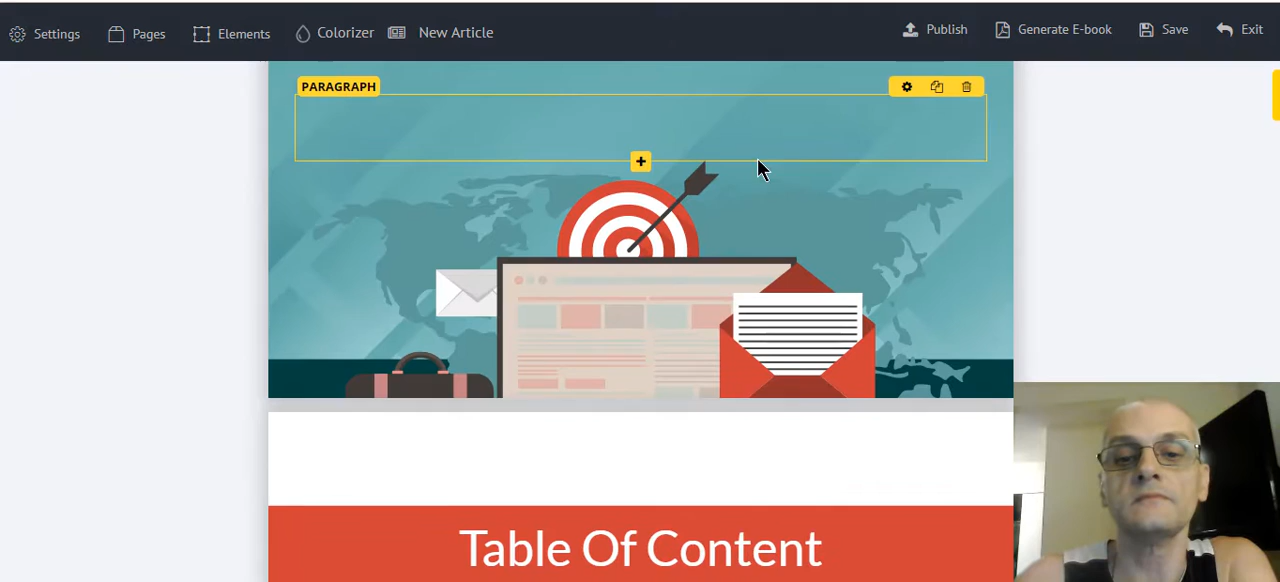 Settings Pages Elements Colorizer New Article Publish Generate E-book Save Exit
PARAGRAPH
Table Of Content